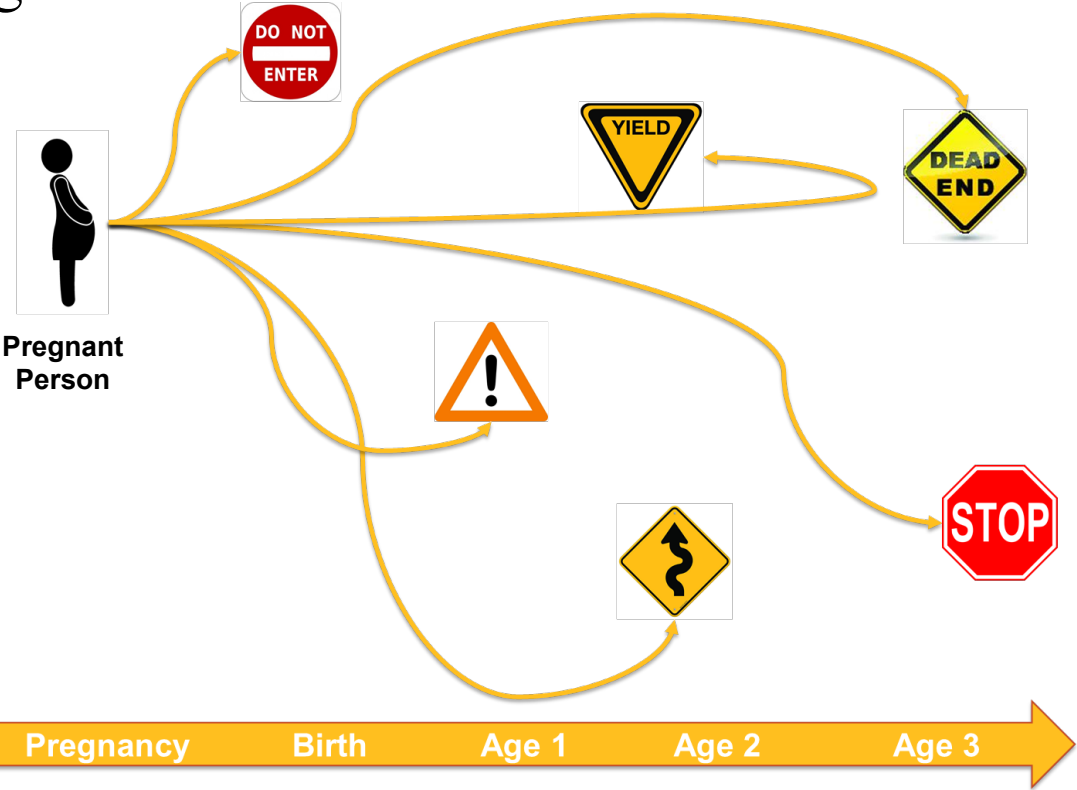 DO NOT
ENTER
YIELD
DEAD
END
Pregnant
Person
!
STOP
Pregnancy Birth Age 1 Age 2 Age 3